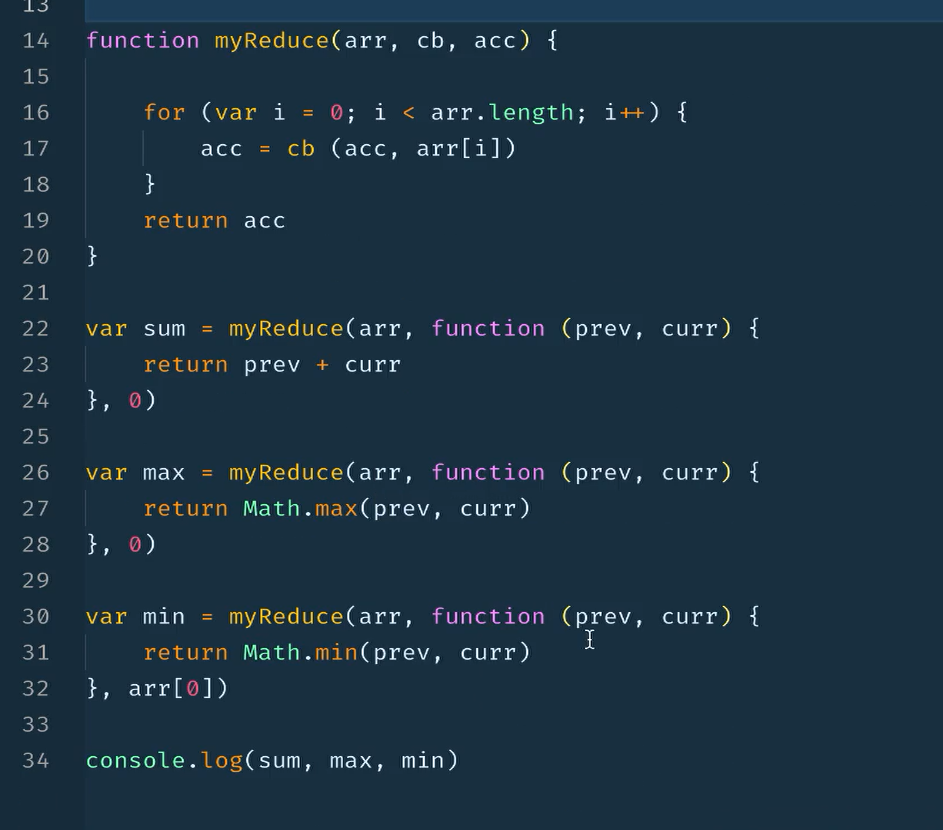 13
14 function myReduce(arr, cb, acc) {
15
16     for (var i = 0; i < arr.length; i++) {
17         acc = cb (acc, arr[i])
18     }
19     return acc
20 }
21
22 var sum = myReduce(arr, function (prev, curr) {
23     return prev + curr
24 }, 0)
25
26 var max = myReduce(arr, function (prev, curr) {
27     return Math.max(prev, curr)
28 }, 0)
29
30 var min = myReduce(arr, function (prev, curr) {
31     return Math.min(prev, curr)
32 }, arr[0])
33
34 console.log(sum, max, min)